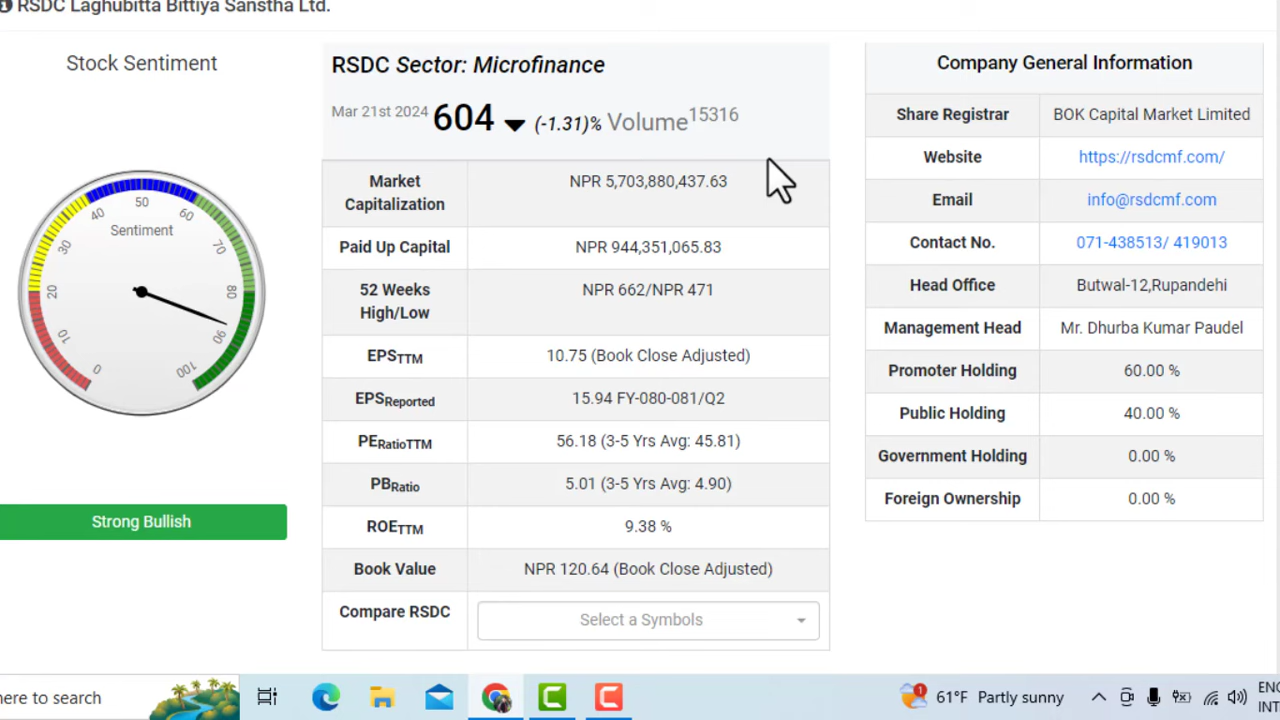 RSDC Laghubitta Bittiya Sanstha Ltd.
Stock Sentiment
0
10
20
30
40
50
60
70
80
90
100
Sentiment
Strong Bullish
RSDC Sector: Microfinance
Mar 21st 2024 604 (-1.31)% Volume 15316
Market Capitalization NPR 5,703,880,437.63
Paid Up Capital NPR 944,351,065.83
52 Weeks High/Low NPR 662/NPR 471
EPSTTM 10.75 (Book Close Adjusted)
EPSReported 15.94 FY-080-081/Q2
PERatioTTM 56.18 (3-5 Yrs Avg: 45.81)
PBRatio 5.01 (3-5 Yrs Avg: 4.90)
ROETTM 9.38 %
Book Value NPR 120.64 (Book Close Adjusted)
Compare RSDC Select a Symbols
Company General Information
Share Registrar BOK Capital Market Limited
Website https://rsdcmf.com/
Email info@rsdcmf.com
Contact No. 071-438513/ 419013
Head Office Butwal-12,Rupandehi
Management Head Mr. Dhurba Kumar Paudel
Promoter Holding 60.00 %
Public Holding 40.00 %
Government Holding 0.00 %
Foreign Ownership 0.00 %
here to search
1
61°F Partly sunny
ENG
INT